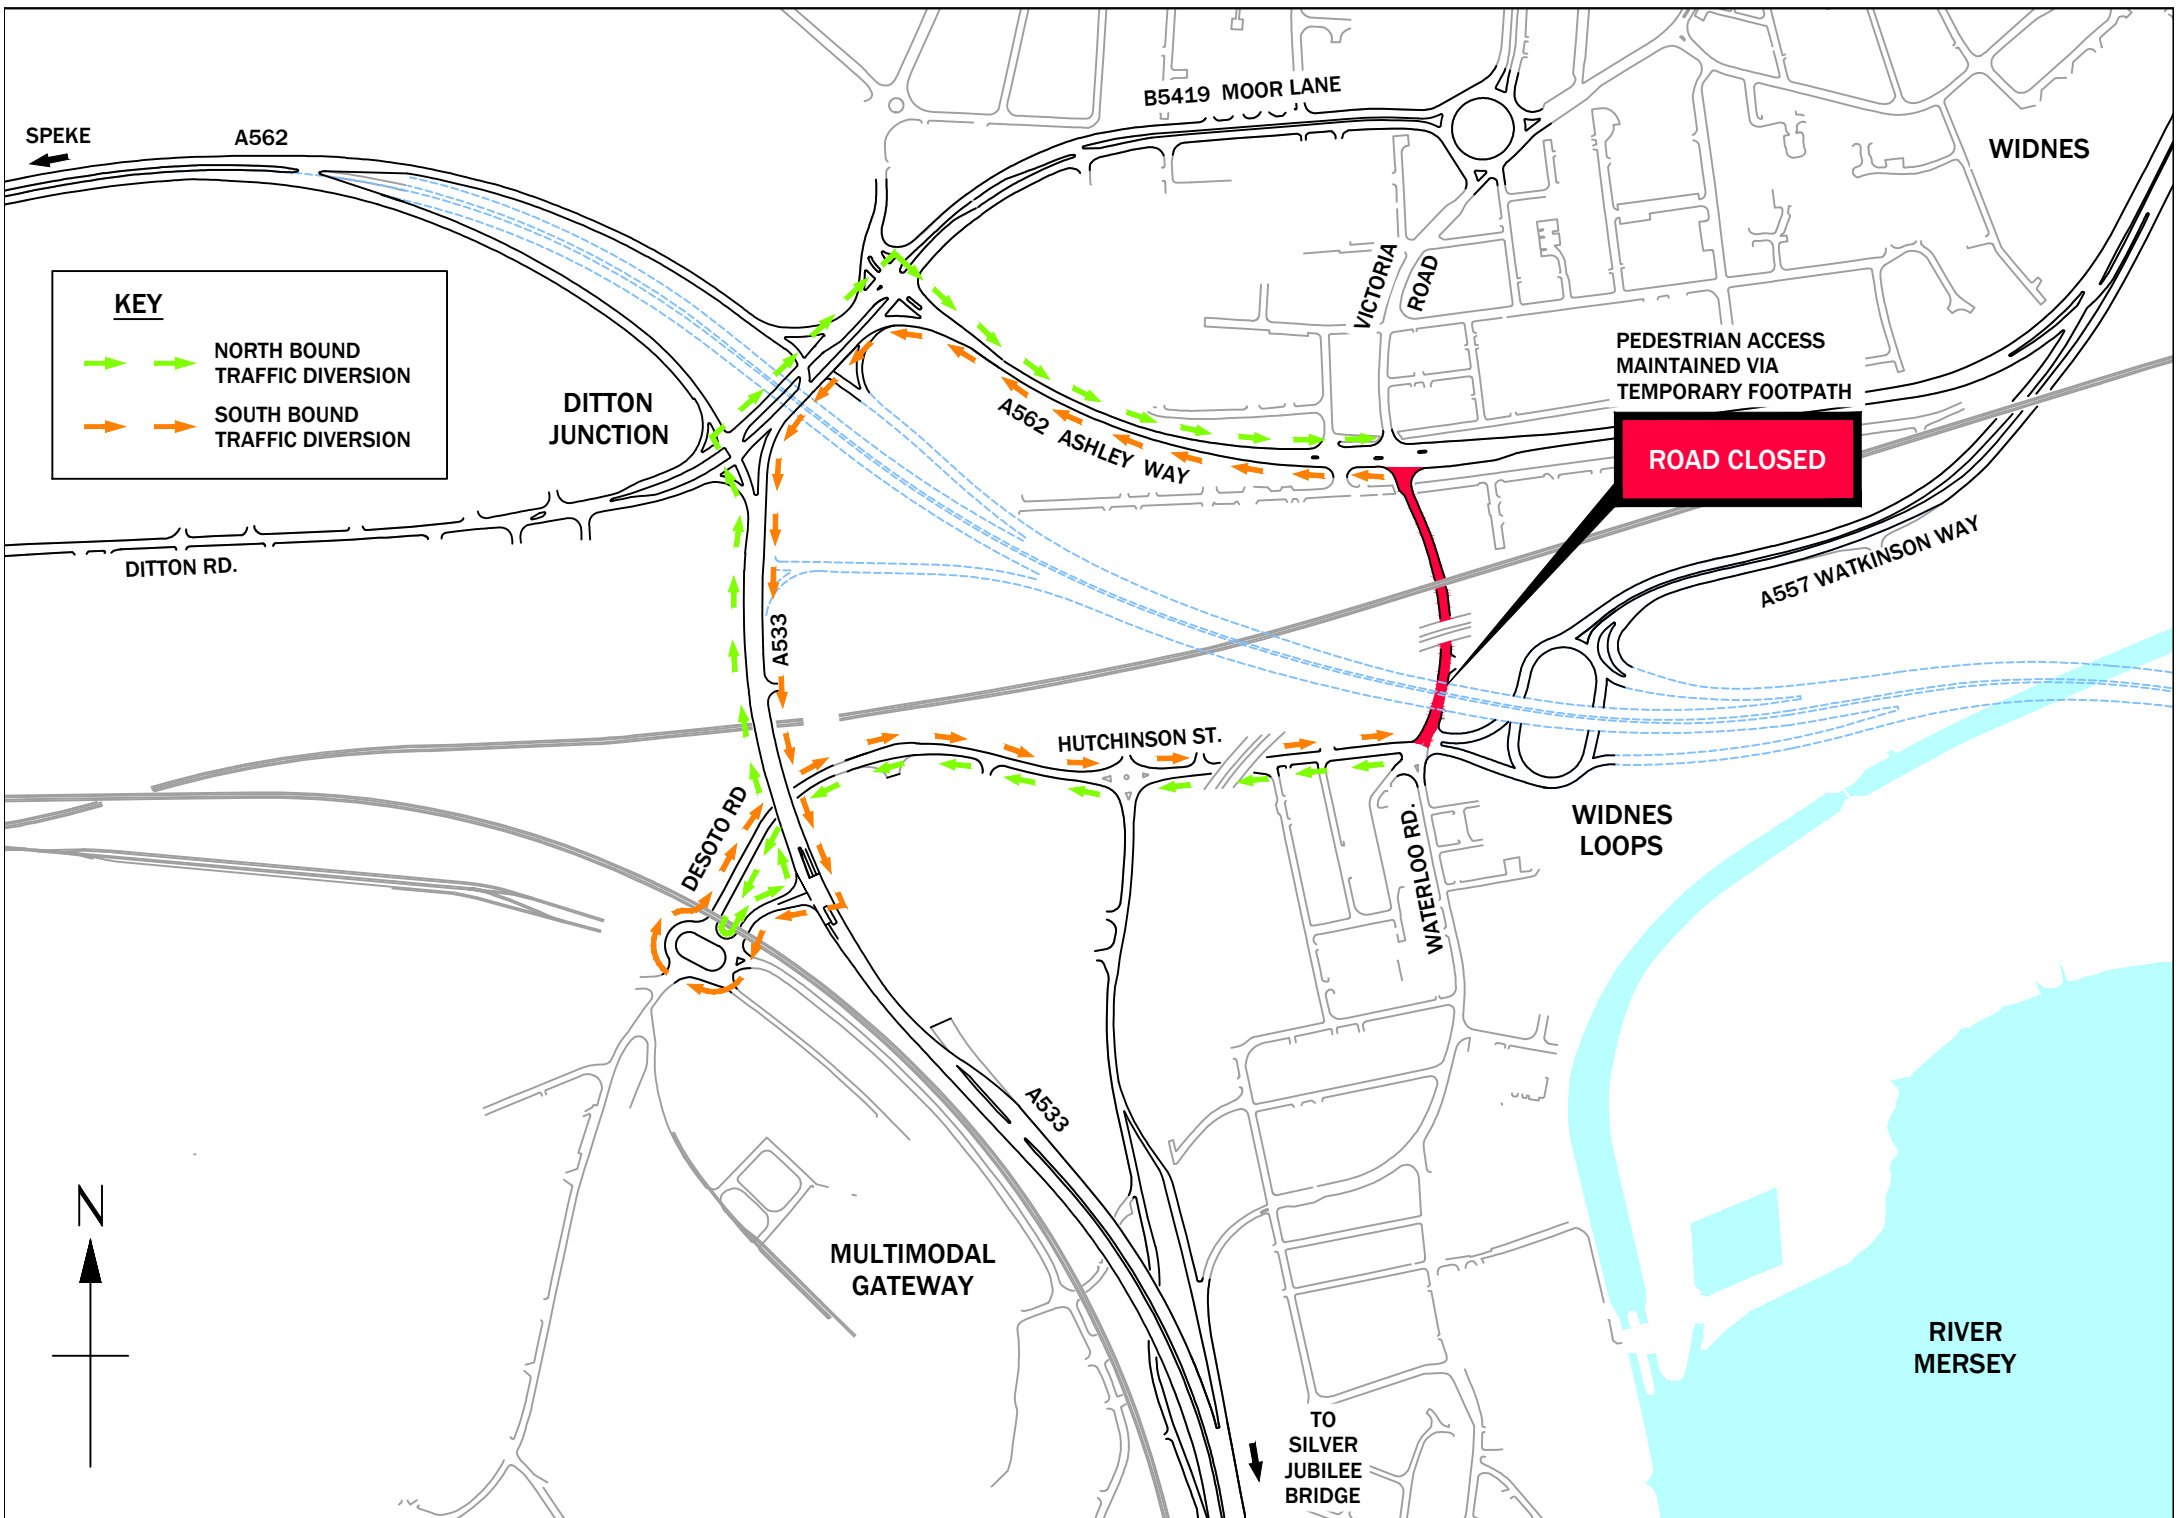 B5419 MOOR LANE
SPEKE
A562
WIDNES
KEY
NORTH BOUND
TRAFFIC DIVERSION
SOUTH BOUND
TRAFFIC DIVERSION
VICTORIA
ROAD
PEDESTRIAN ACCESS
MAINTAINED VIA
TEMPORARY FOOTPATH
DITTON
JUNCTION
A562 ASHLEY WAY
ROAD CLOSED
DITTON RD.
A557 WATKINSON WAY
A533
HUTCHINSON ST.
DESOTO RD
WATERLOO RD.
WIDNES
LOOPS
A533
N
MULTIMODAL
GATEWAY
RIVER
MERSEY
TO
SILVER
JUBILEE
BRIDGE